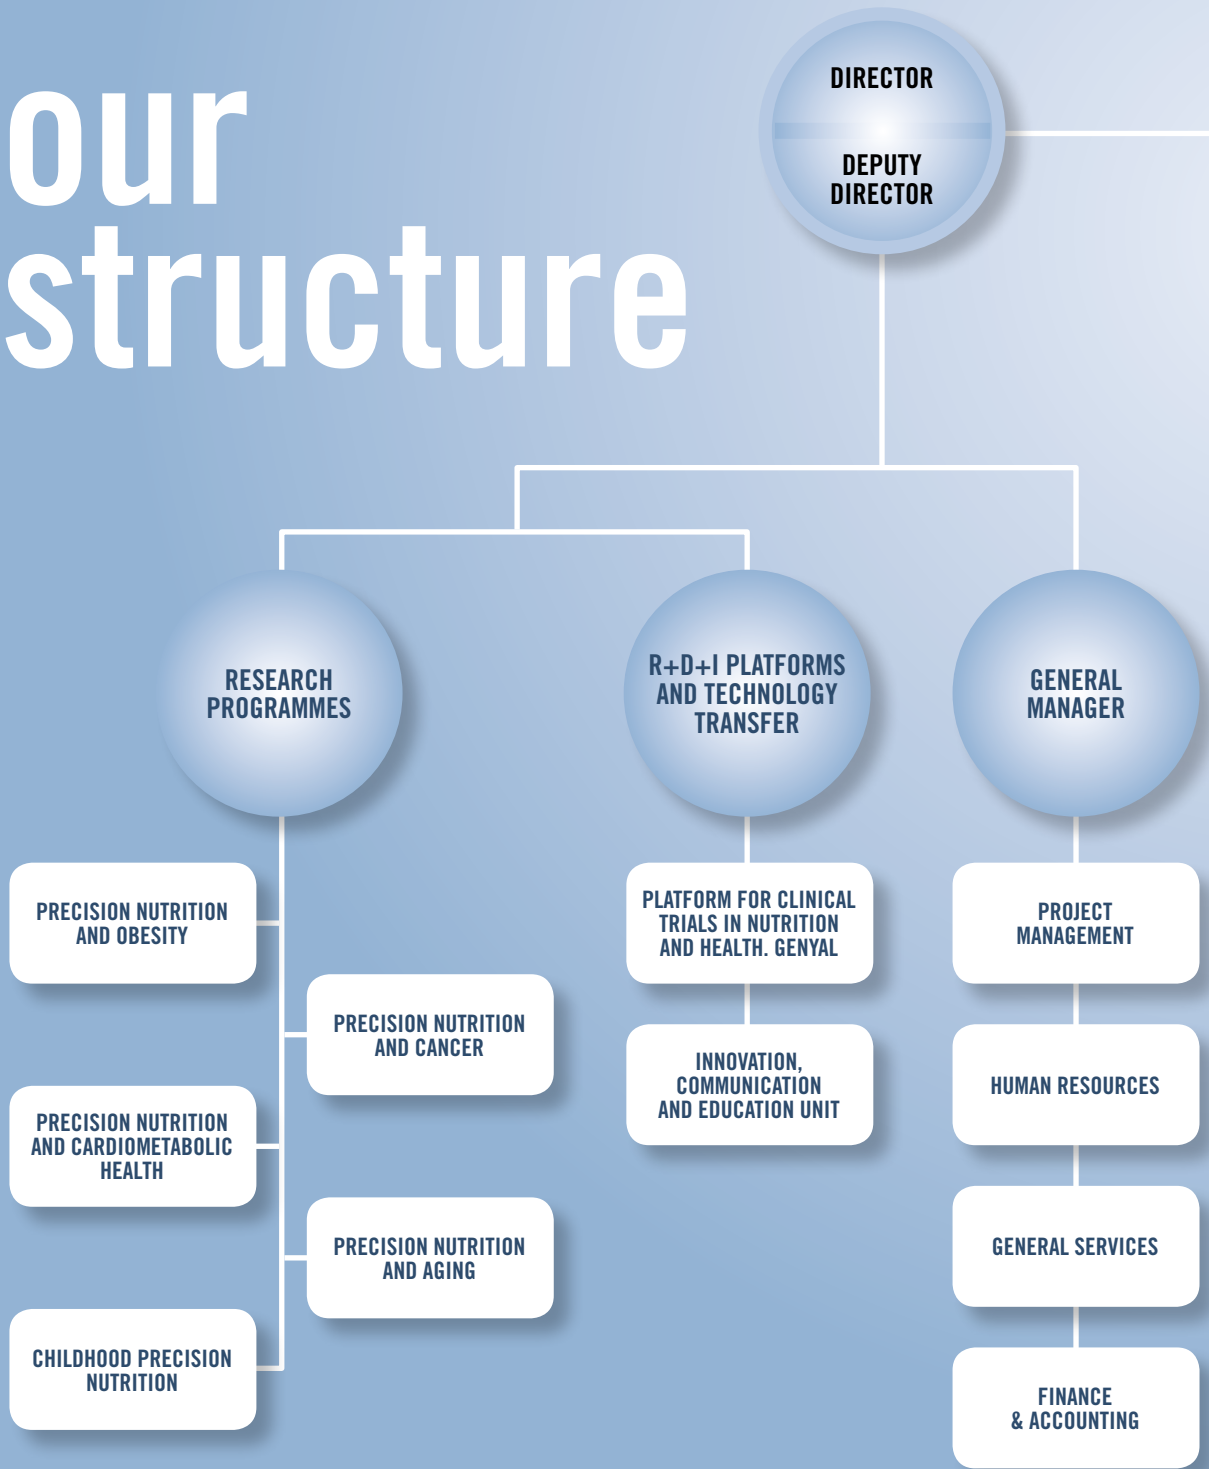 our
structure
DIRECTOR
DEPUTY
DIRECTOR
RESEARCH
PROGRAMMES
R+D+I PLATFORMS
AND TECHNOLOGY
TRANSFER
GENERAL
MANAGER
PRECISION NUTRITION
AND OBESITY
PRECISION NUTRITION
AND CANCER
PRECISION NUTRITION
AND CARDIOMETABOLIC
HEALTH
PRECISION NUTRITION
AND AGING
CHILDHOOD PRECISION
NUTRITION
PLATFORM FOR CLINICAL
TRIALS IN NUTRITION
AND HEALTH. GENYAL
INNOVATION,
COMMUNICATION
AND EDUCATION UNIT
PROJECT
MANAGEMENT
HUMAN RESOURCES
GENERAL SERVICES
FINANCE
& ACCOUNTING